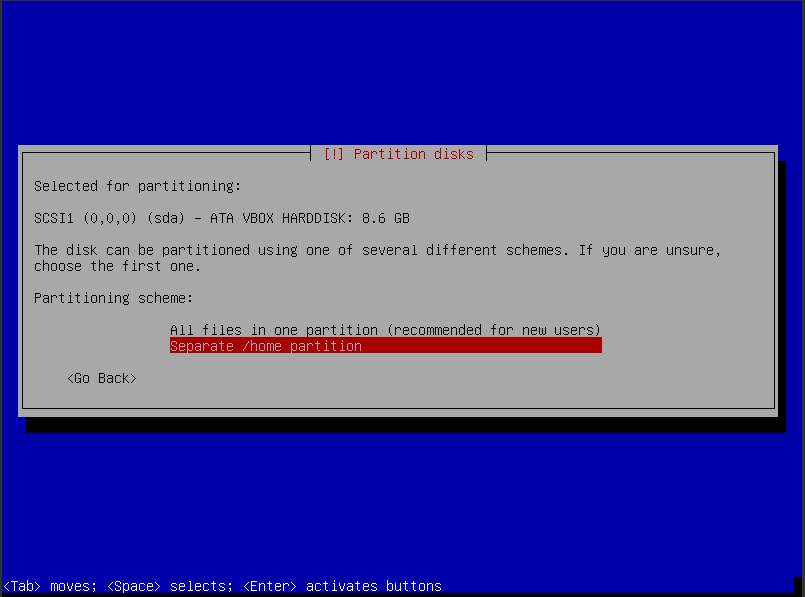 [!] Partition disks
Selected for partitioning:
SCSI1 (0,0,0) (sda) - ATA VBOX HARDDISK: 8.6 GB
The disk can be partitioned using one of several different schemes. If you are unsure,
choose the first one.
Partitioning scheme:
All files in one partition (recommended for new users)
Separate /home partition
<Go Back>
<Tab> moves; <Space> selects; <Enter> activates buttons